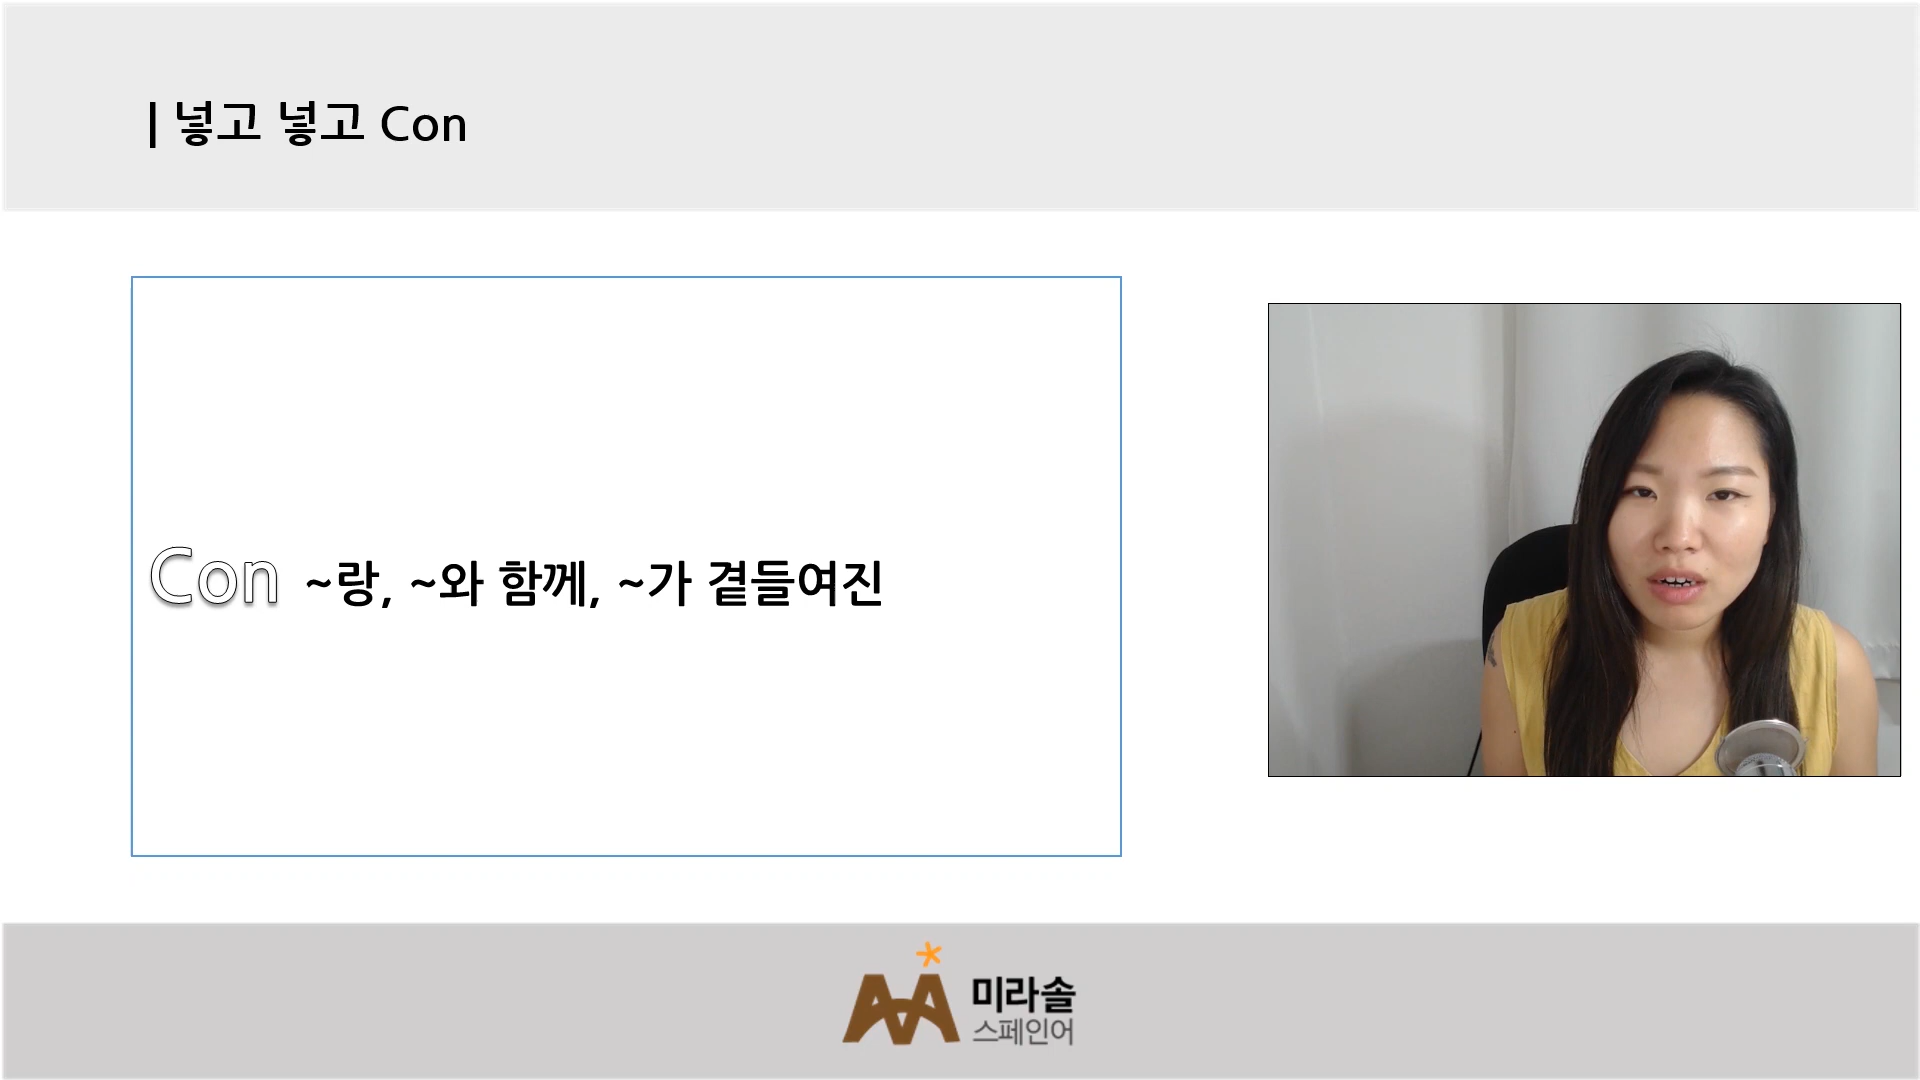 | 넣고 넣고 Con
Con ~랑, ~와 함께, ~가 곁들여진
미라솔
스페인어